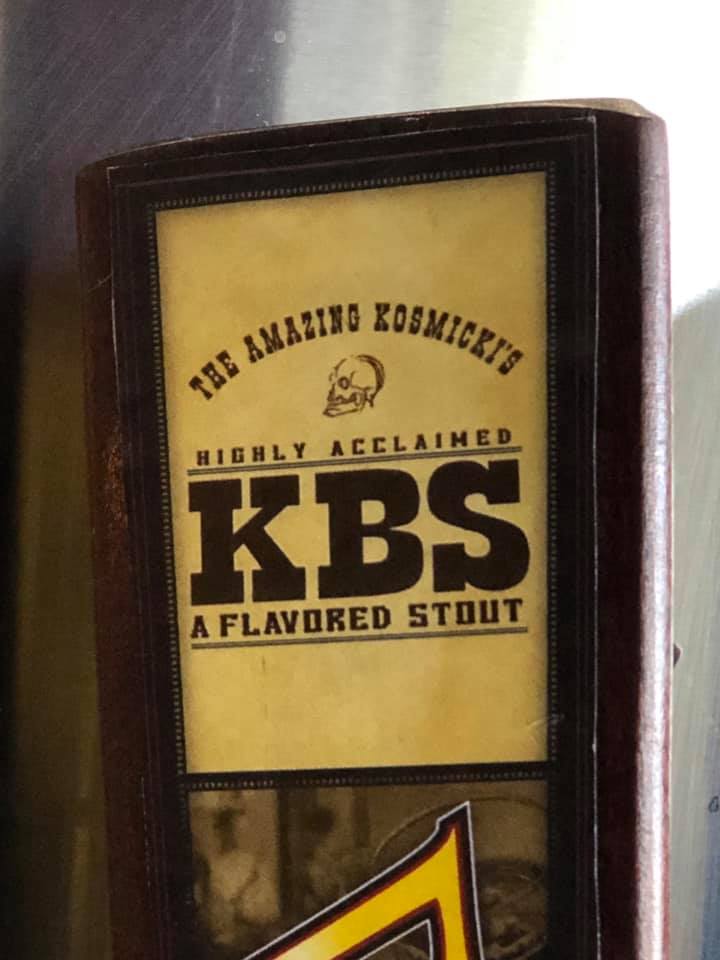 THE AMAZING KOSMICKI'S
HIGHLY ACCLAIMED
KBS
A FLAVORED STOUT